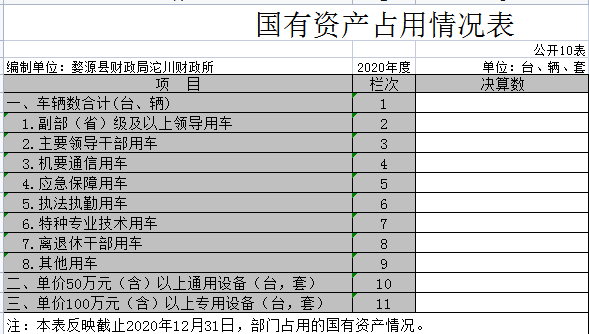 国有资产占用情况表
公开10表
编制单位：婺源县财政局沱川财政所 2020年度 单位：台、辆、套
项 目 栏次 决算数
一、车辆数合计(台、辆) 1
1.副部（省）级及以上领导用车 2
2.主要领导干部用车 3
3.机要通信用车 4
4.应急保障用车 5
5.执法执勤用车 6
6.特种专业技术用车 7
7.离退休干部用车 8
8.其他用车 9
二、单价50万元（含）以上通用设备（台，套） 10
三、单价100万元（含）以上专用设备（台，套） 11
注：本表反映截止2020年12月31日，部门占用的国有资产情况。